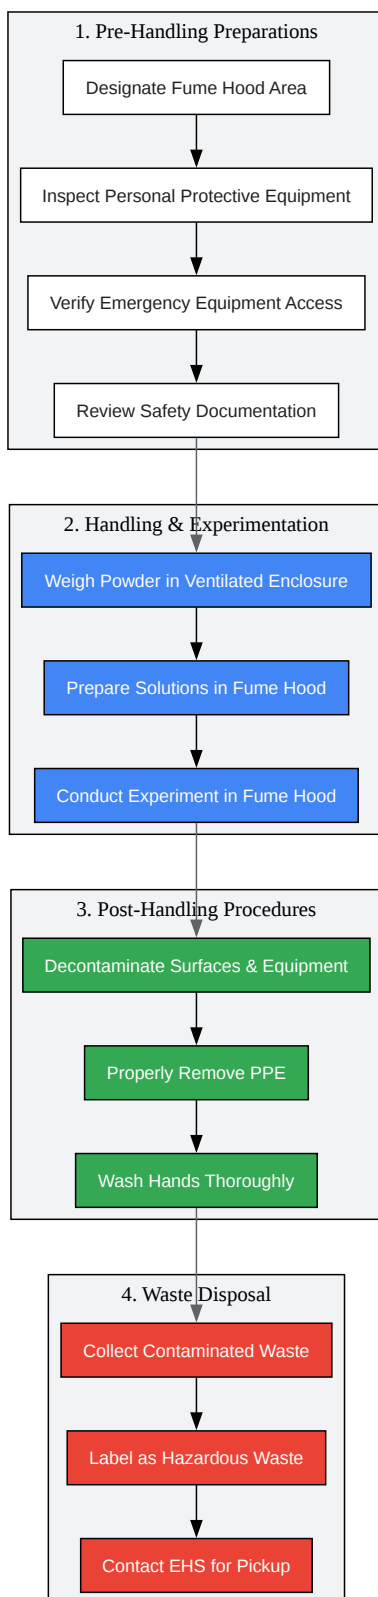 1. Pre-Handling Preparations
Designate Fume Hood Area
Inspect Personal Protective Equipment
Verify Emergency Equipment Access
Review Safety Documentation
2. Handling & Experimentation
Weigh Powder in Ventilated Enclosure
Prepare Solutions in Fume Hood
Conduct Experiment in Fume Hood
3. Post-Handling Procedures
Decontaminate Surfaces & Equipment
Properly Remove PPE
Wash Hands Thoroughly
4. Waste Disposal
Collect Contaminated Waste
Label as Hazardous Waste
Contact EHS for Pickup